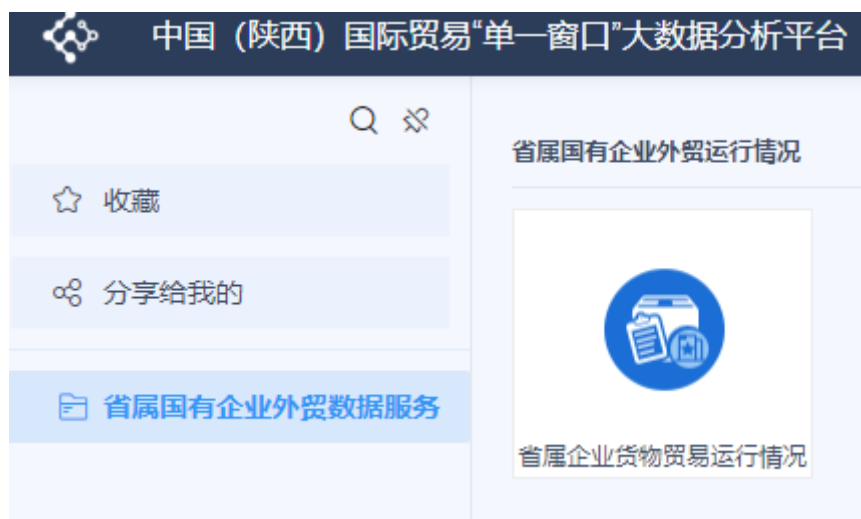 中国（陕西）国际贸易“单一窗口”大数据分析平台
收藏
分享给我的
省属国有企业外贸数据服务
省属国有企业外贸运行情况
省属企业货物贸易运行情况